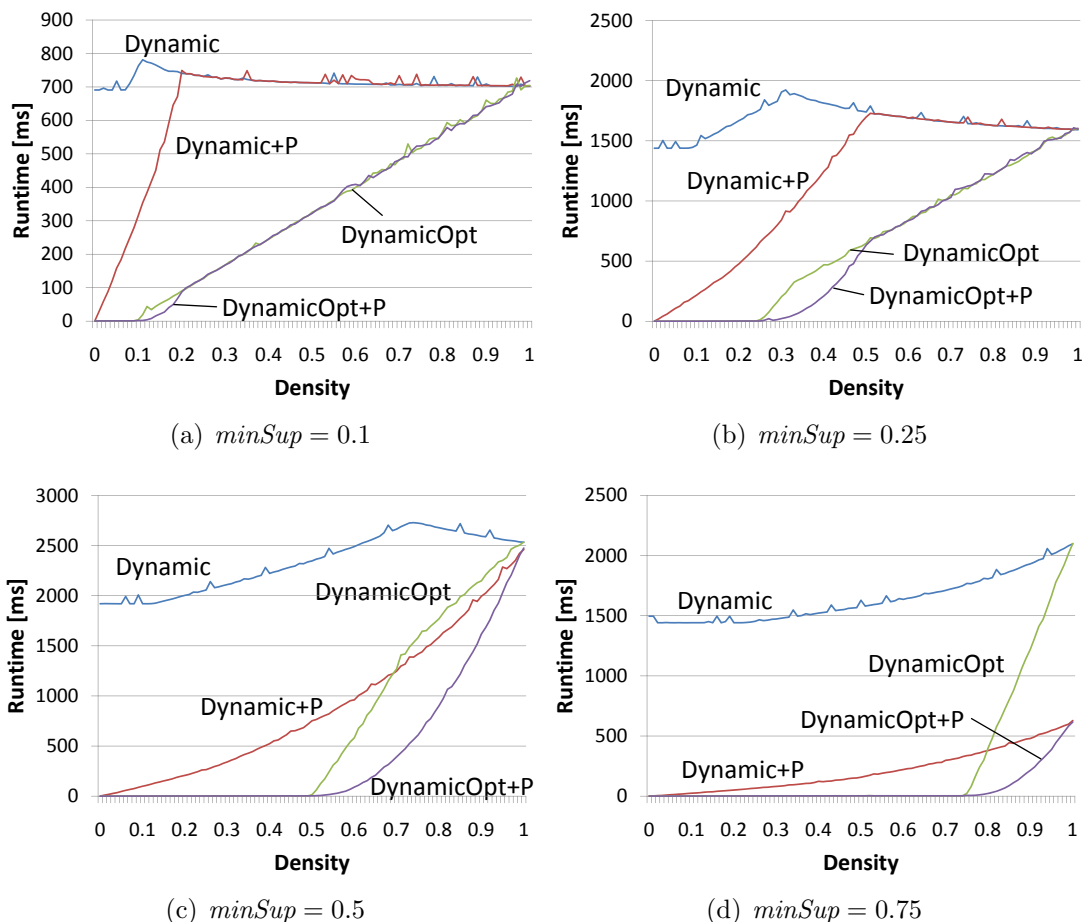 900
800
700
600
500
400
300
200
100
0
Runtime [ms]
Dynamic
Dynamic+P
DynamicOpt
DynamicOpt+P
0 0.1 0.2 0.3 0.4 0.5 0.6 0.7 0.8 0.9 1
Density
(a) minSup = 0.1
2500
2000
1500
1000
500
0
Runtime [ms]
Dynamic
Dynamic+P
DynamicOpt
DynamicOpt+P
0 0.1 0.2 0.3 0.4 0.5 0.6 0.7 0.8 0.9 1
Density
(b) minSup = 0.25
3000
2500
2000
1500
1000
500
0
Runtime [ms]
Dynamic
DynamicOpt
Dynamic+P
DynamicOpt+P
0 0.1 0.2 0.3 0.4 0.5 0.6 0.7 0.8 0.9 1
Density
(c) minSup = 0.5
2500
2000
1500
1000
500
0
Runtime [ms]
Dynamic
DynamicOpt
DynamicOpt+P
Dynamic+P
0 0.1 0.2 0.3 0.4 0.5 0.6 0.7 0.8 0.9 1
Density
(d) minSup = 0.75